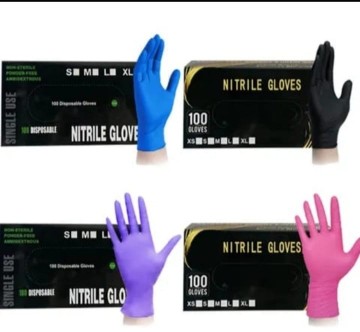 NON-STERILE
POWDER-FREE
AMBIDEXTROUS
SINGLE USE
S M L XL
100 Disposable Gloves
100 DISPOSABLE
NITRILE GLOVE
NITRILE GLOVES
100
GLOVES
XS S M L XL
NON-STERILE
POWDER-FREE
AMBIDEXTROUS
SINGLE USE
S M L
100 Disposable Gloves
100 DISPOSABLE
NITRILE GLO
NITRILE GLOVES
100
GLOVES
XS S M L XL